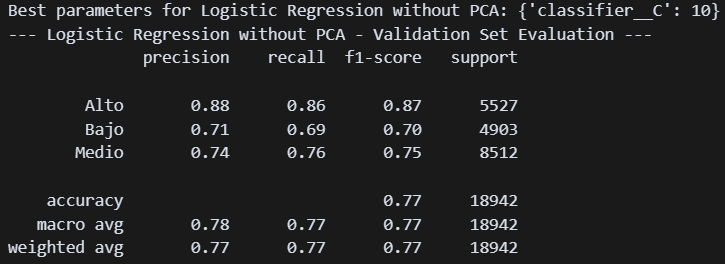 Best parameters for Logistic Regression without PCA: {'classifier__C': 10}
--- Logistic Regression without PCA - Validation Set Evaluation ---
precision recall f1-score support
Alto 0.88 0.86 0.87 5527
Bajo 0.71 0.69 0.70 4903
Medio 0.74 0.76 0.75 8512
accuracy 0.77 18942
macro avg 0.78 0.77 0.77 18942
weighted avg 0.77 0.77 0.77 18942